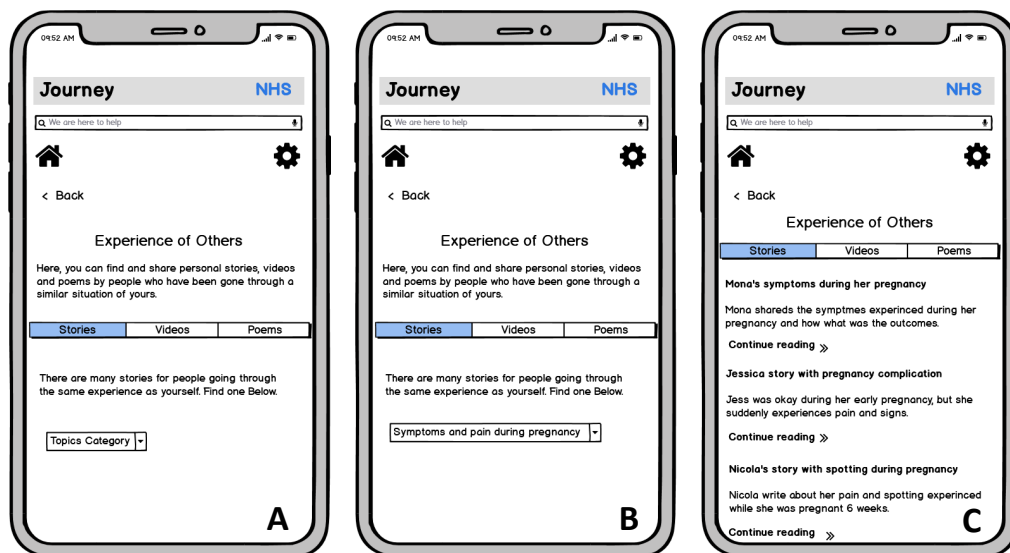 09:52 AM
Journey NHS
We are here to help
< Back
Experience of Others
Here, you can find and share personal stories, videos
and poems by people who have been gone through a
similar situation of yours.
Stories Videos Poems
There are many stories for people going through
the same experience as yourself. Find one Below.
Topics Category
A
09:52 AM
Journey NHS
We are here to help
< Back
Experience of Others
Here, you can find and share personal stories, videos
and poems by people who have been gone through a
similar situation of yours.
Stories Videos Poems
There are many stories for people going through
the same experience as yourself. Find one Below.
Symptoms and pain during pregnancy
B
09:52 AM
Journey NHS
We are here to help
< Back
Experience of Others
Stories Videos Poems
Mona's symptoms during her pregnancy
Mona shareds the symptmes experinced during her
pregnancy and how what was the outcomes.
Continue reading »
Jessica story with pregnancy complication
Jess was okay during her early pregnancy, but she
suddenly experiences pain and signs.
Continue reading »
Nicola's story with spotting during pregnancy
Nicola write about her pain and spotting experinced
while she was pregnant 6 weeks.
Continue reading »
C